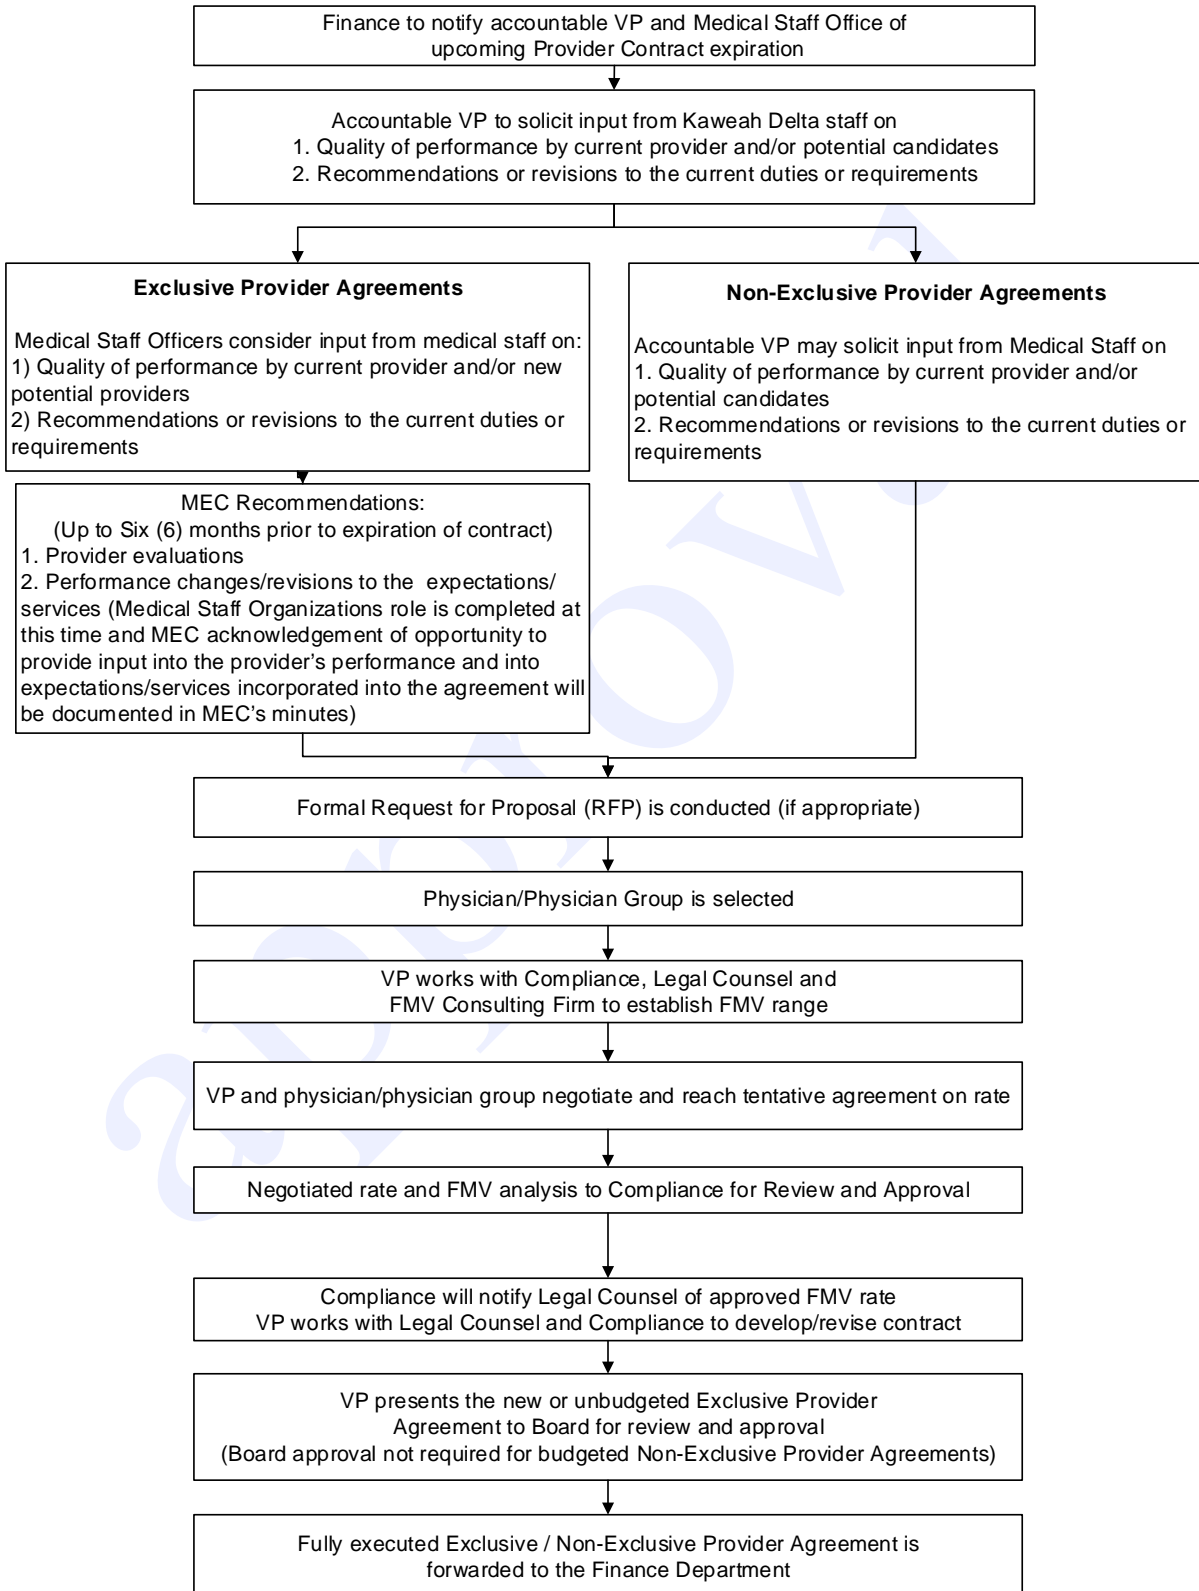 Finance to notify accountable VP and Medical Staff Office of
upcoming Provider Contract expiration
Accountable VP to solicit input from Kaweah Delta staff on
1. Quality of performance by current provider and/or potential candidates
2. Recommendations or revisions to the current duties or requirements
Exclusive Provider Agreements
Medical Staff Officers consider input from medical staff on:
1) Quality of performance by current provider and/or new
potential providers
2) Recommendations or revisions to the current duties or
requirements
Non-Exclusive Provider Agreements
Accountable VP may solicit input from Medical Staff on
1. Quality of performance by current provider and/or
potential candidates
2. Recommendations or revisions to the current duties or
requirements
MEC Recommendations:
(Up to Six (6) months prior to expiration of contract)
1. Provider evaluations
2. Performance changes/revisions to the expectations/
services (Medical Staff Organizations role is completed at
this time and MEC acknowledgement of opportunity to
provide input into the provider's performance and into
expectations/services incorporated into the agreement will
be documented in MEC's minutes)
Formal Request for Proposal (RFP) is conducted (if appropriate)
Physician/Physician Group is selected
VP works with Compliance, Legal Counsel and
FMV Consulting Firm to establish FMV range
VP and physician/physician group negotiate and reach tentative agreement on rate
Negotiated rate and FMV analysis to Compliance for Review and Approval
Compliance will notify Legal Counsel of approved FMV rate
VP works with Legal Counsel and Compliance to develop/revise contract
VP presents the new or unbudgeted Exclusive Provider
Agreement to Board for review and approval
(Board approval not required for budgeted Non-Exclusive Provider Agreements)
Fully executed Exclusive / Non-Exclusive Provider Agreement is
forwarded to the Finance Department
approval